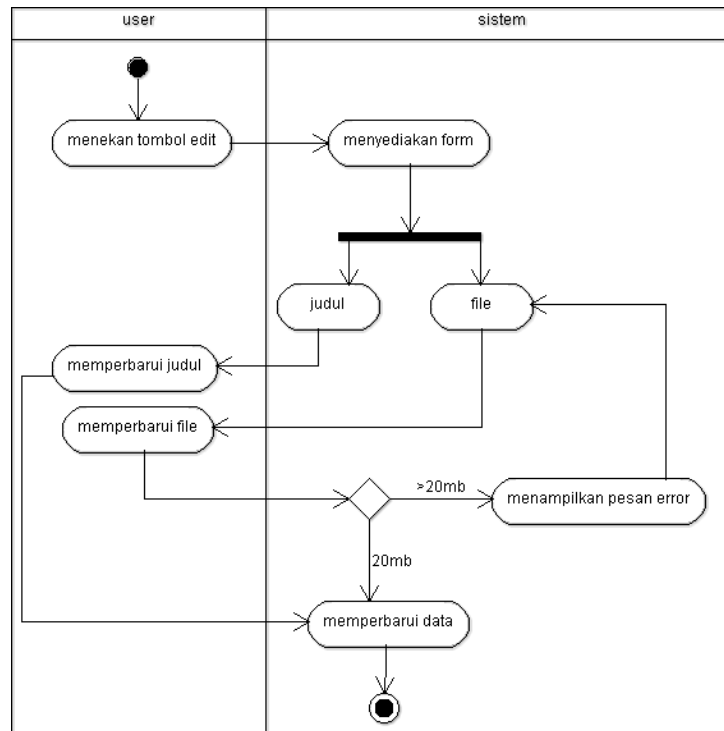 user
sistem
menekan tombol edit
menyediakan form
judul
file
memperbarui judul
memperbarui file
>20mb
menampilkan pesan error
20mb
memperbarui data